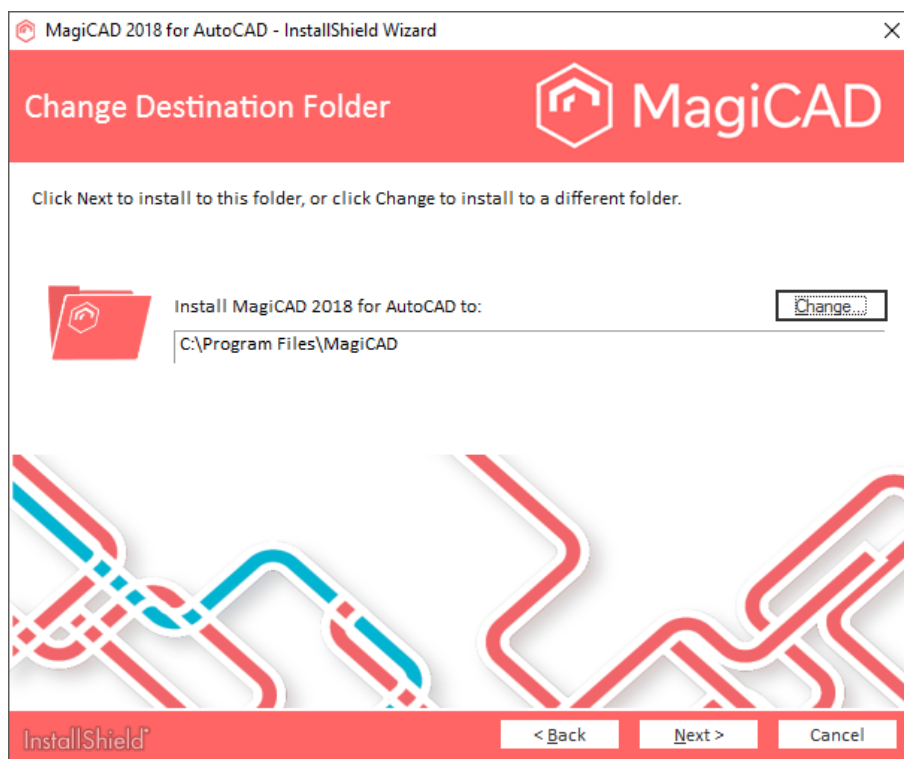 MagiCAD 2018 for AutoCAD - InstallShield Wizard
Change Destination Folder
MagiCAD
Click Next to install to this folder, or click Change to install to a different folder.
Install MagiCAD 2018 for AutoCAD to:
Change...
C:\Program Files\MagiCAD
InstallShield
< Back
Next >
Cancel